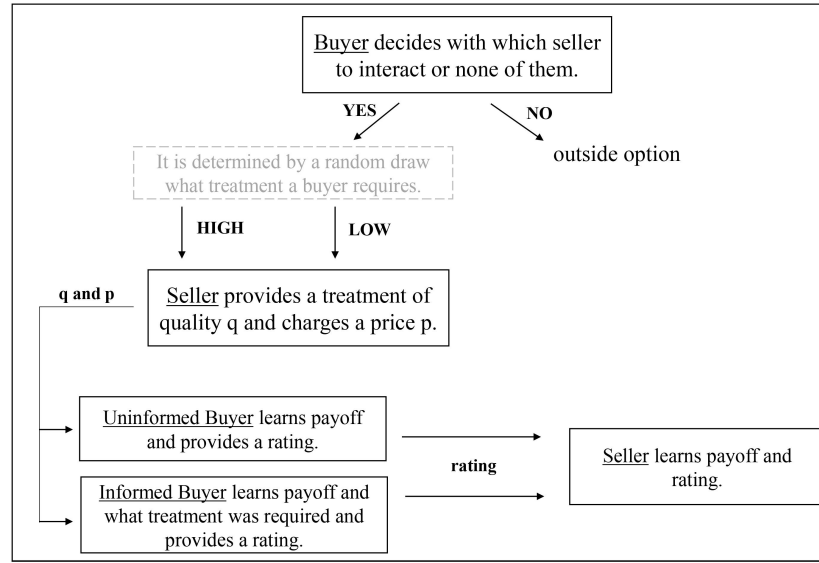 Buyer decides with which seller
to interact or none of them.
YES
NO
outside option
It is determined by a random draw
what treatment a buyer requires.
HIGH
LOW
q and p
Seller provides a treatment of
quality q and charges a price p.
Uninformed Buyer learns payoff
and provides a rating.
rating
Seller learns payoff and
rating.
Informed Buyer learns payoff and
what treatment was required and
provides a rating.